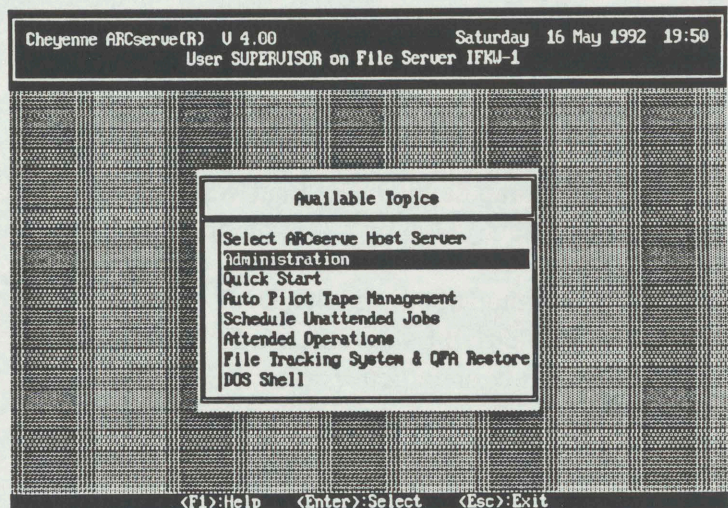 Cheyenne ARCserve(R) V 4.00 Saturday 16 May 1992 19:50
User SUPERVISOR on File Server IFKW-1
Available Topics
Select ARCserve Host Server
Administration
Quick Start
Auto Pilot Tape Management
Schedule Unattended Jobs
Attended Operations
File Tracking System & QFA Restore
DOS Shell
<F1>:Help <Enter>:Select <Esc>:Exit